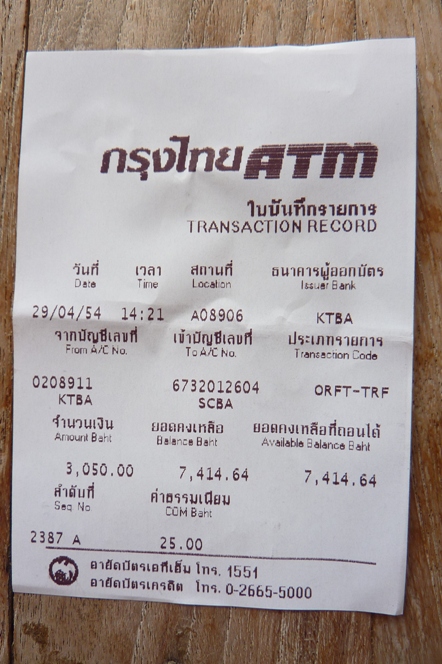 กรุงไทย ATM
ใบบันทึกรายการ
TRANSACTION RECORD
วันที่ เวลา สถานที่ ธนาคารผู้ออกบัตร
Date Time Location Issuer Bank
29/04/54 14:21 A08906 KTBA
จากบัญชีเลขที่ เข้าบัญชีเลขที่ ประเภทรายการ
From A/C No. To A/C No. Transaction Code
0208911 6732012604 ORFT-TRF
KTBA SCBA
จำนวนเงิน ยอดคงเหลือ ยอดคงเหลือที่ถอนได้
Amount Baht Balance Baht Available Balance Baht
3,050.00 7,414.64 7,414.64
ลำดับที่ ค่าธรรมเนียม
Seq No COM Baht
2387 A 25.00
อายัดบัตรเอทีเอ็ม โทร. 1551
อายัดบัตรเครดิต โทร. 0-2665-5000